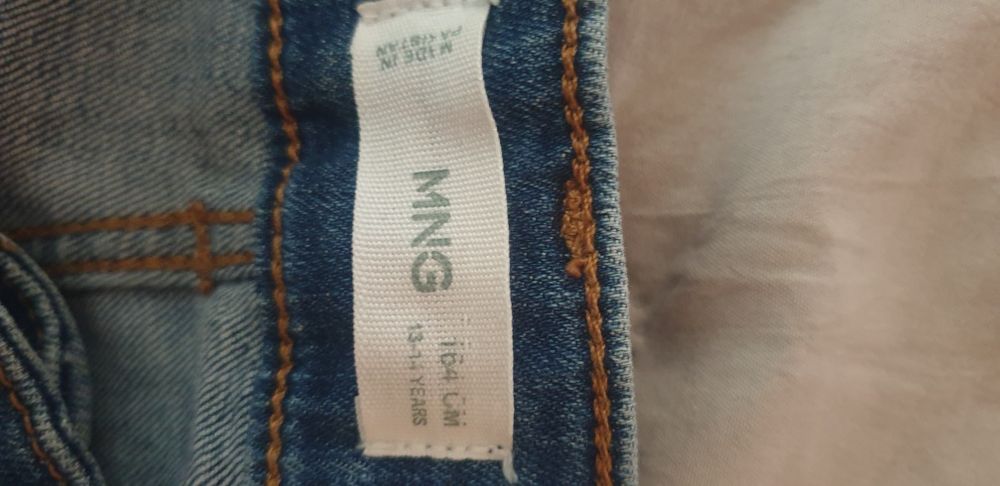 MADE IN
PAKISTAN
MNG
164 CM
13-14 YEARS